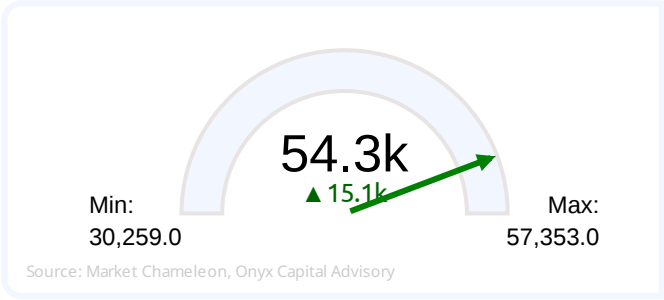 54.3k
▲15.1k
Min:
30,259.0
Max:
57,353.0
Source: Market Chameleon, Onyx Capital Advisory